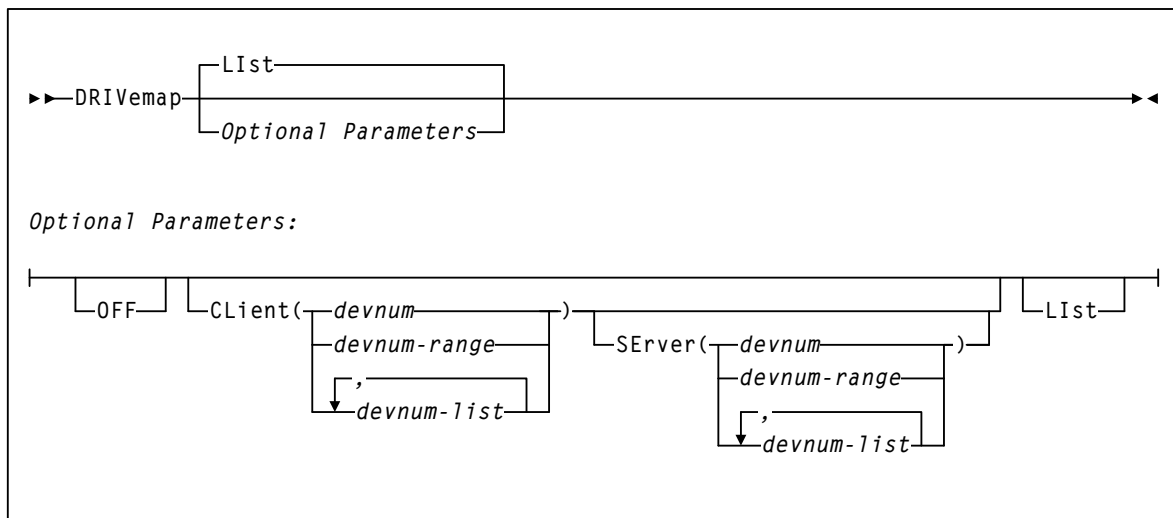 LIst
DRIVemap
Optional Parameters
Optional Parameters:
OFF CLient( devnum ) LIst
devnum-range SErver( devnum )
, devnum-range
devnum-list ,
devnum-list